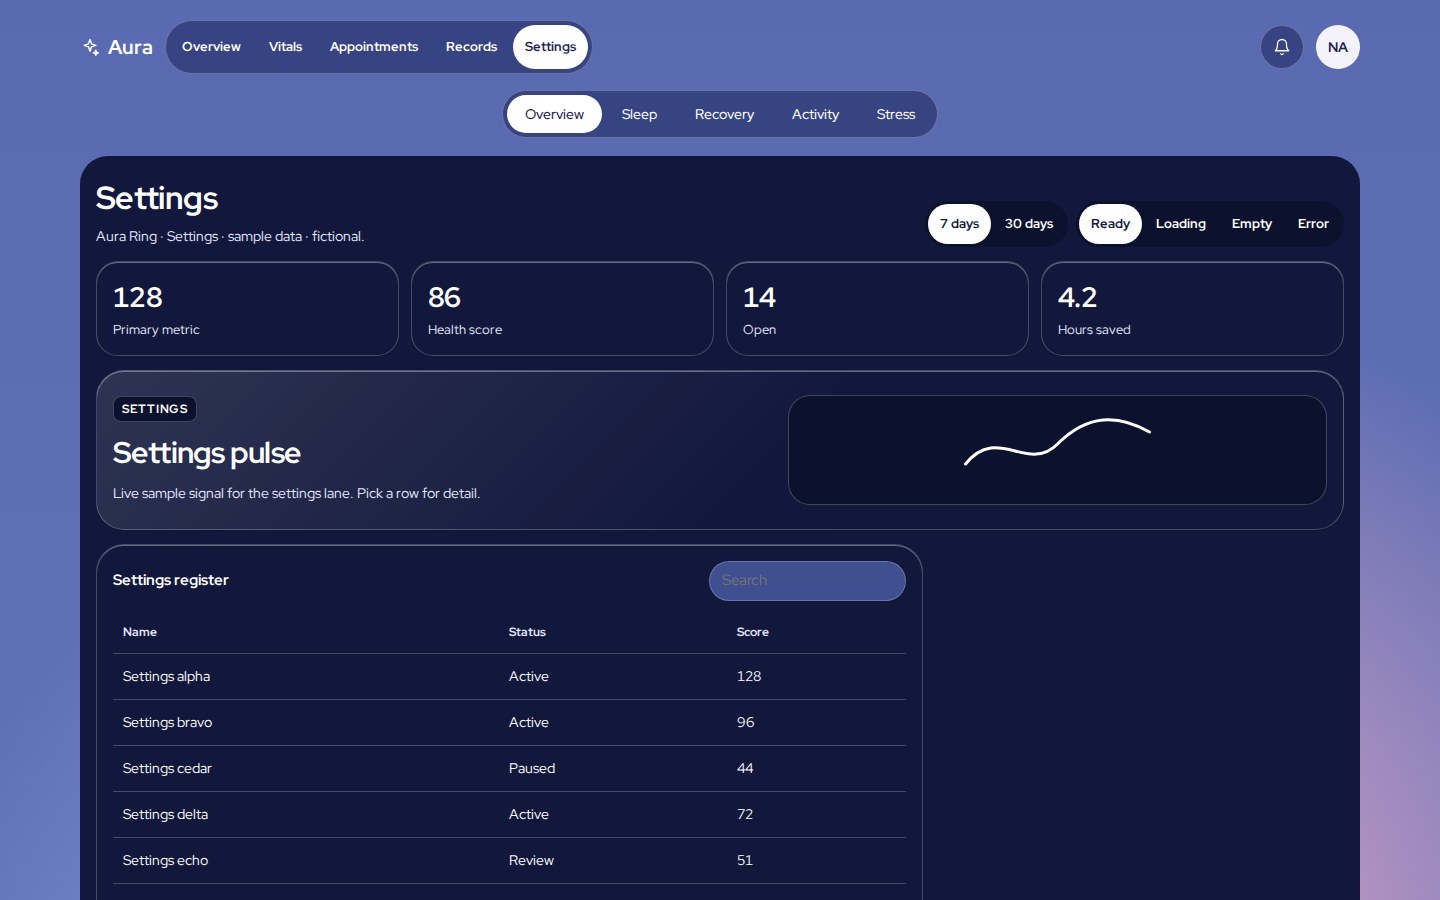 Aura
Overview Vitals Appointments Records Settings
NA
Overview Sleep Recovery Activity Stress
Settings
Aura Ring · Settings · sample data · fictional.
7 days 30 days Ready Loading Empty Error
128
Primary metric
86
Health score
14
Open
4.2
Hours saved
SETTINGS
Settings pulse
Live sample signal for the settings lane. Pick a row for detail.
Settings register
Search
Name Status Score
Settings alpha Active 128
Settings bravo Active 96
Settings cedar Paused 44
Settings delta Active 72
Settings echo Review 51